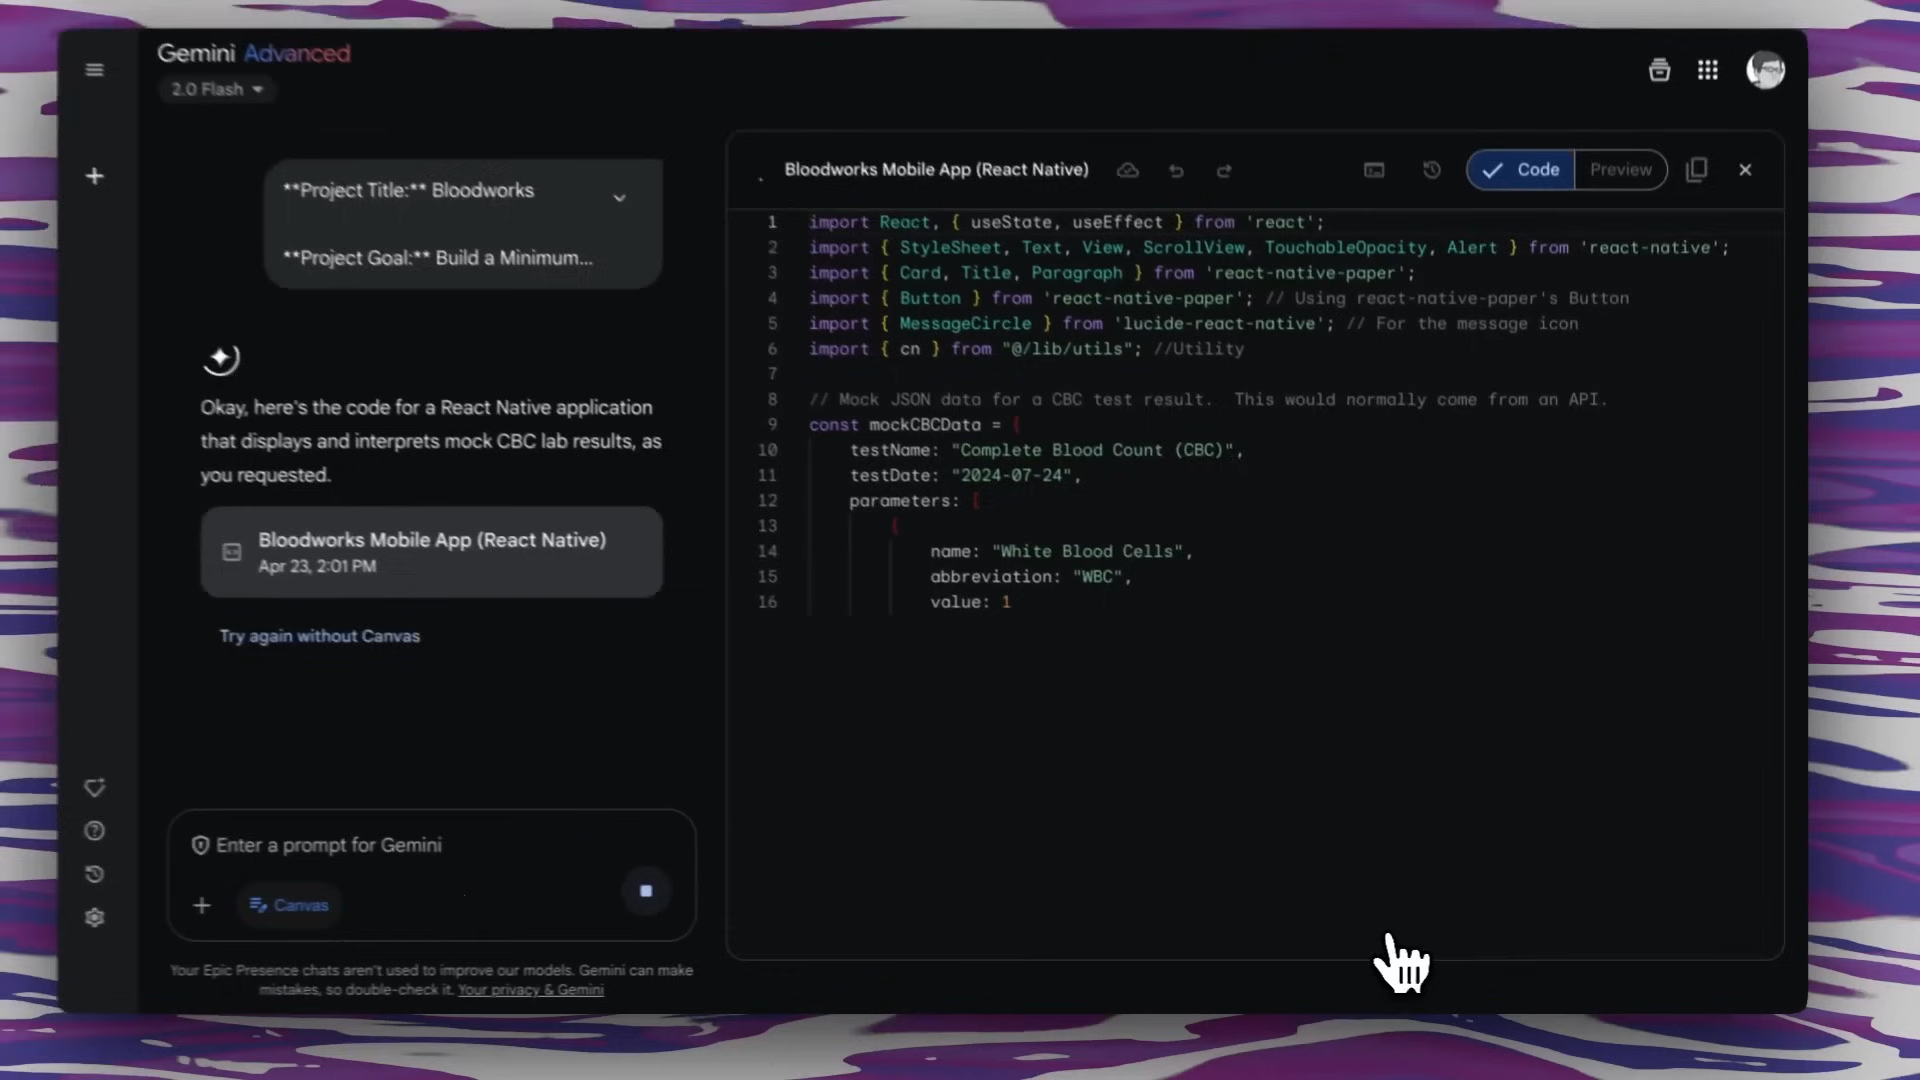 Gemini Advanced
2.0 Flash
**Project Title:** Bloodworks
**Project Goal:** Build a Minimum...
Okay, here's the code for a React Native application
that displays and interprets mock CBC lab results, as
you requested.
Bloodworks Mobile App (React Native)
Apr 23, 2:01 PM
Try again without Canvas
Enter a prompt for Gemini
Canvas
Your Epic Presence chats aren't used to improve our models. Gemini can make
mistakes, so double-check it. Your privacy & Gemini
Bloodworks Mobile App (React Native)
Code
Preview
1 import React, { useState, useEffect } from 'react';
2 import { StyleSheet, Text, View, ScrollView, TouchableOpacity, Alert } from 'react-native';
3 import { Card, Title, Paragraph } from 'react-native-paper';
4 import { Button } from 'react-native-paper'; // Using react-native-paper's Button
5 import { MessageCircle } from 'lucide-react-native'; // For the message icon
6 import { cn } from "@/lib/utils"; //Utility
7
8 // Mock JSON data for a CBC test result.  This would normally come from an API.
9 const mockCBCData = {
10 testName: "Complete Blood Count (CBC)",
11 testDate: "2024-07-24",
12 parameters: [
13 {
14 name: "White Blood Cells",
15 abbreviation: "WBC",
16 value: 1